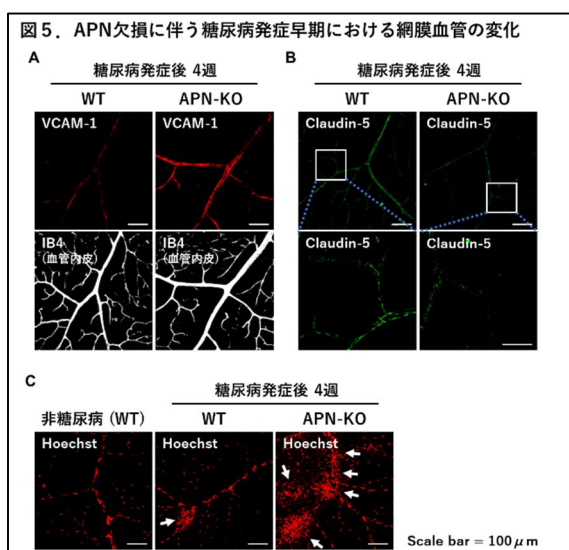 図5．APN欠損に伴う糖尿病発症早期における網膜血管の変化
A
糖尿病発症後 4週
WT APN-KO
VCAM-1 VCAM-1
IB4 IB4
(血管内皮) (血管内皮)
B
糖尿病発症後 4週
WT APN-KO
Claudin-5 Claudin-5
Claudin-5 Claudin-5
C
糖尿病発症後 4週
非糖尿病 (WT) WT APN-KO
Hoechst Hoechst Hoechst
Scale bar = 100μm